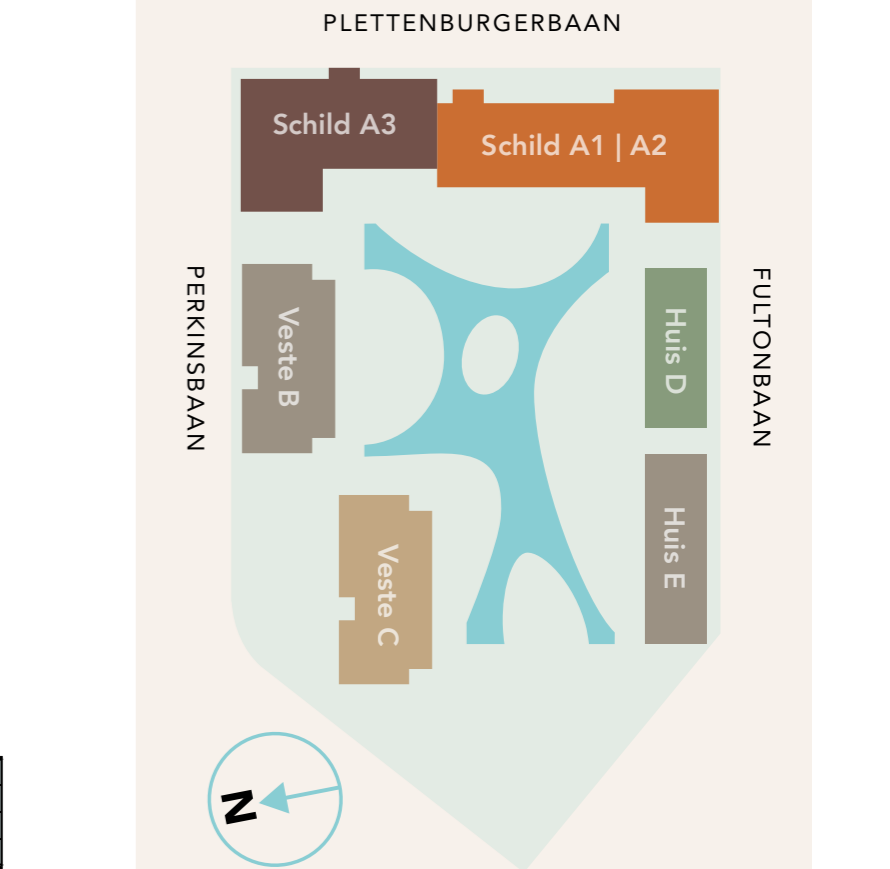 PLETTENBURGERBAAN
Schild A3
Schild A1 | A2
PERKINSBAAN
Veste B
Huis D
FULTONBAAN
Veste C
Huis E
N